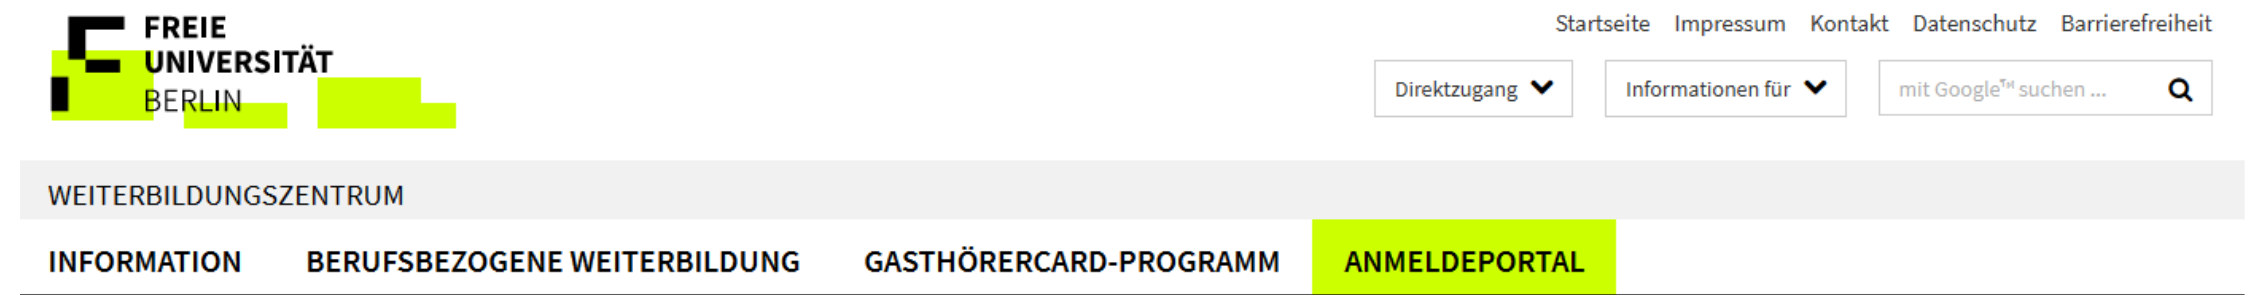 FREIE
UNIVERSITÄT
BERLIN
Startseite Impressum Kontakt Datenschutz Barrierefreiheit
Direktzugang Informationen für mit Google™ suchen ...
WEITERBILDUNGSZENTRUM
INFORMATION BERUFSBEZOGENE WEITERBILDUNG GASTHÖRERCARD-PROGRAMM ANMELDEPORTAL